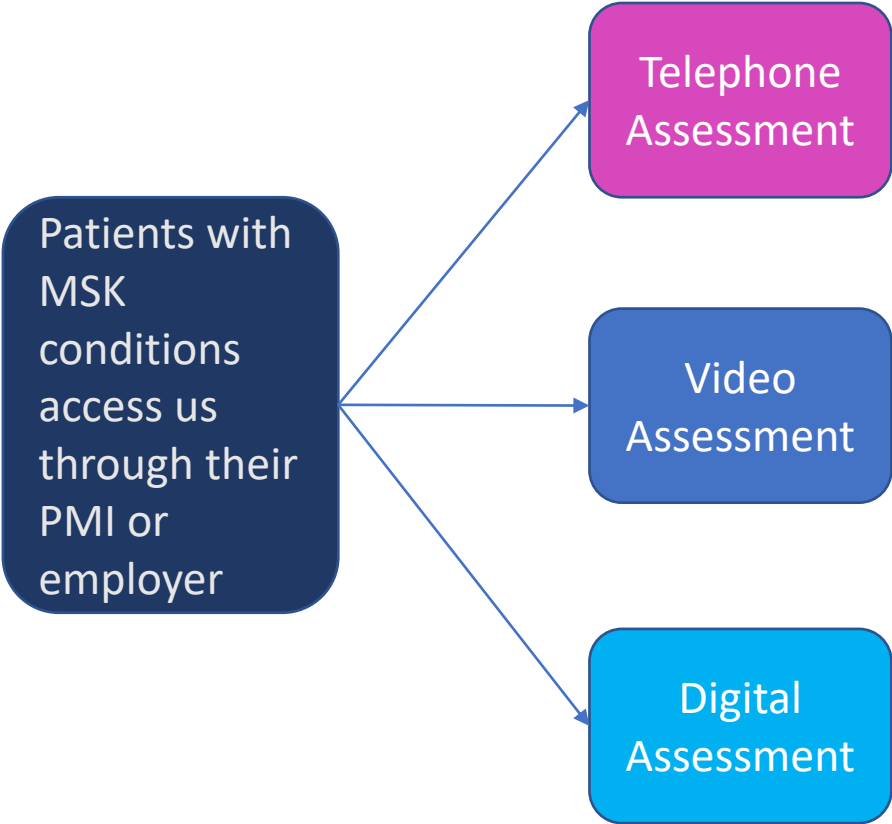 Patients with
MSK
conditions
access us
through their
PMI or
employer
Telephone
Assessment
Video
Assessment
Digital
Assessment